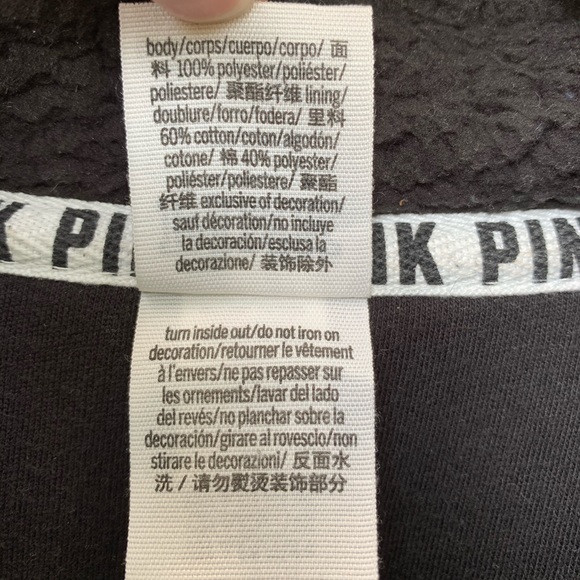 body/corps/cuerpo/corpo/ 面
料 100% polyester/poliéster/
poliestere/ 聚酯纤维 lining/
doublure/forro/fodera/ 里料
60% cotton/coton/algodón/
cotone/ 棉 40% polyester/
poliéster/poliestere/ 聚酯
纤维 exclusive of decoration/
sauf décoration/no incluye
la decoración/esclusa la
decorazione/ 装饰除外
K PI
NK PIN
turn inside out/do not iron on
decoration/retourner le vêtement
à l'envers/ne pas repasser sur
les ornements/lavar del lado
del revés/no planchar sobre la
decoración/girare al rovescio/non
stirare le decorazioni/ 反面水
洗 / 请勿熨烫装饰部分